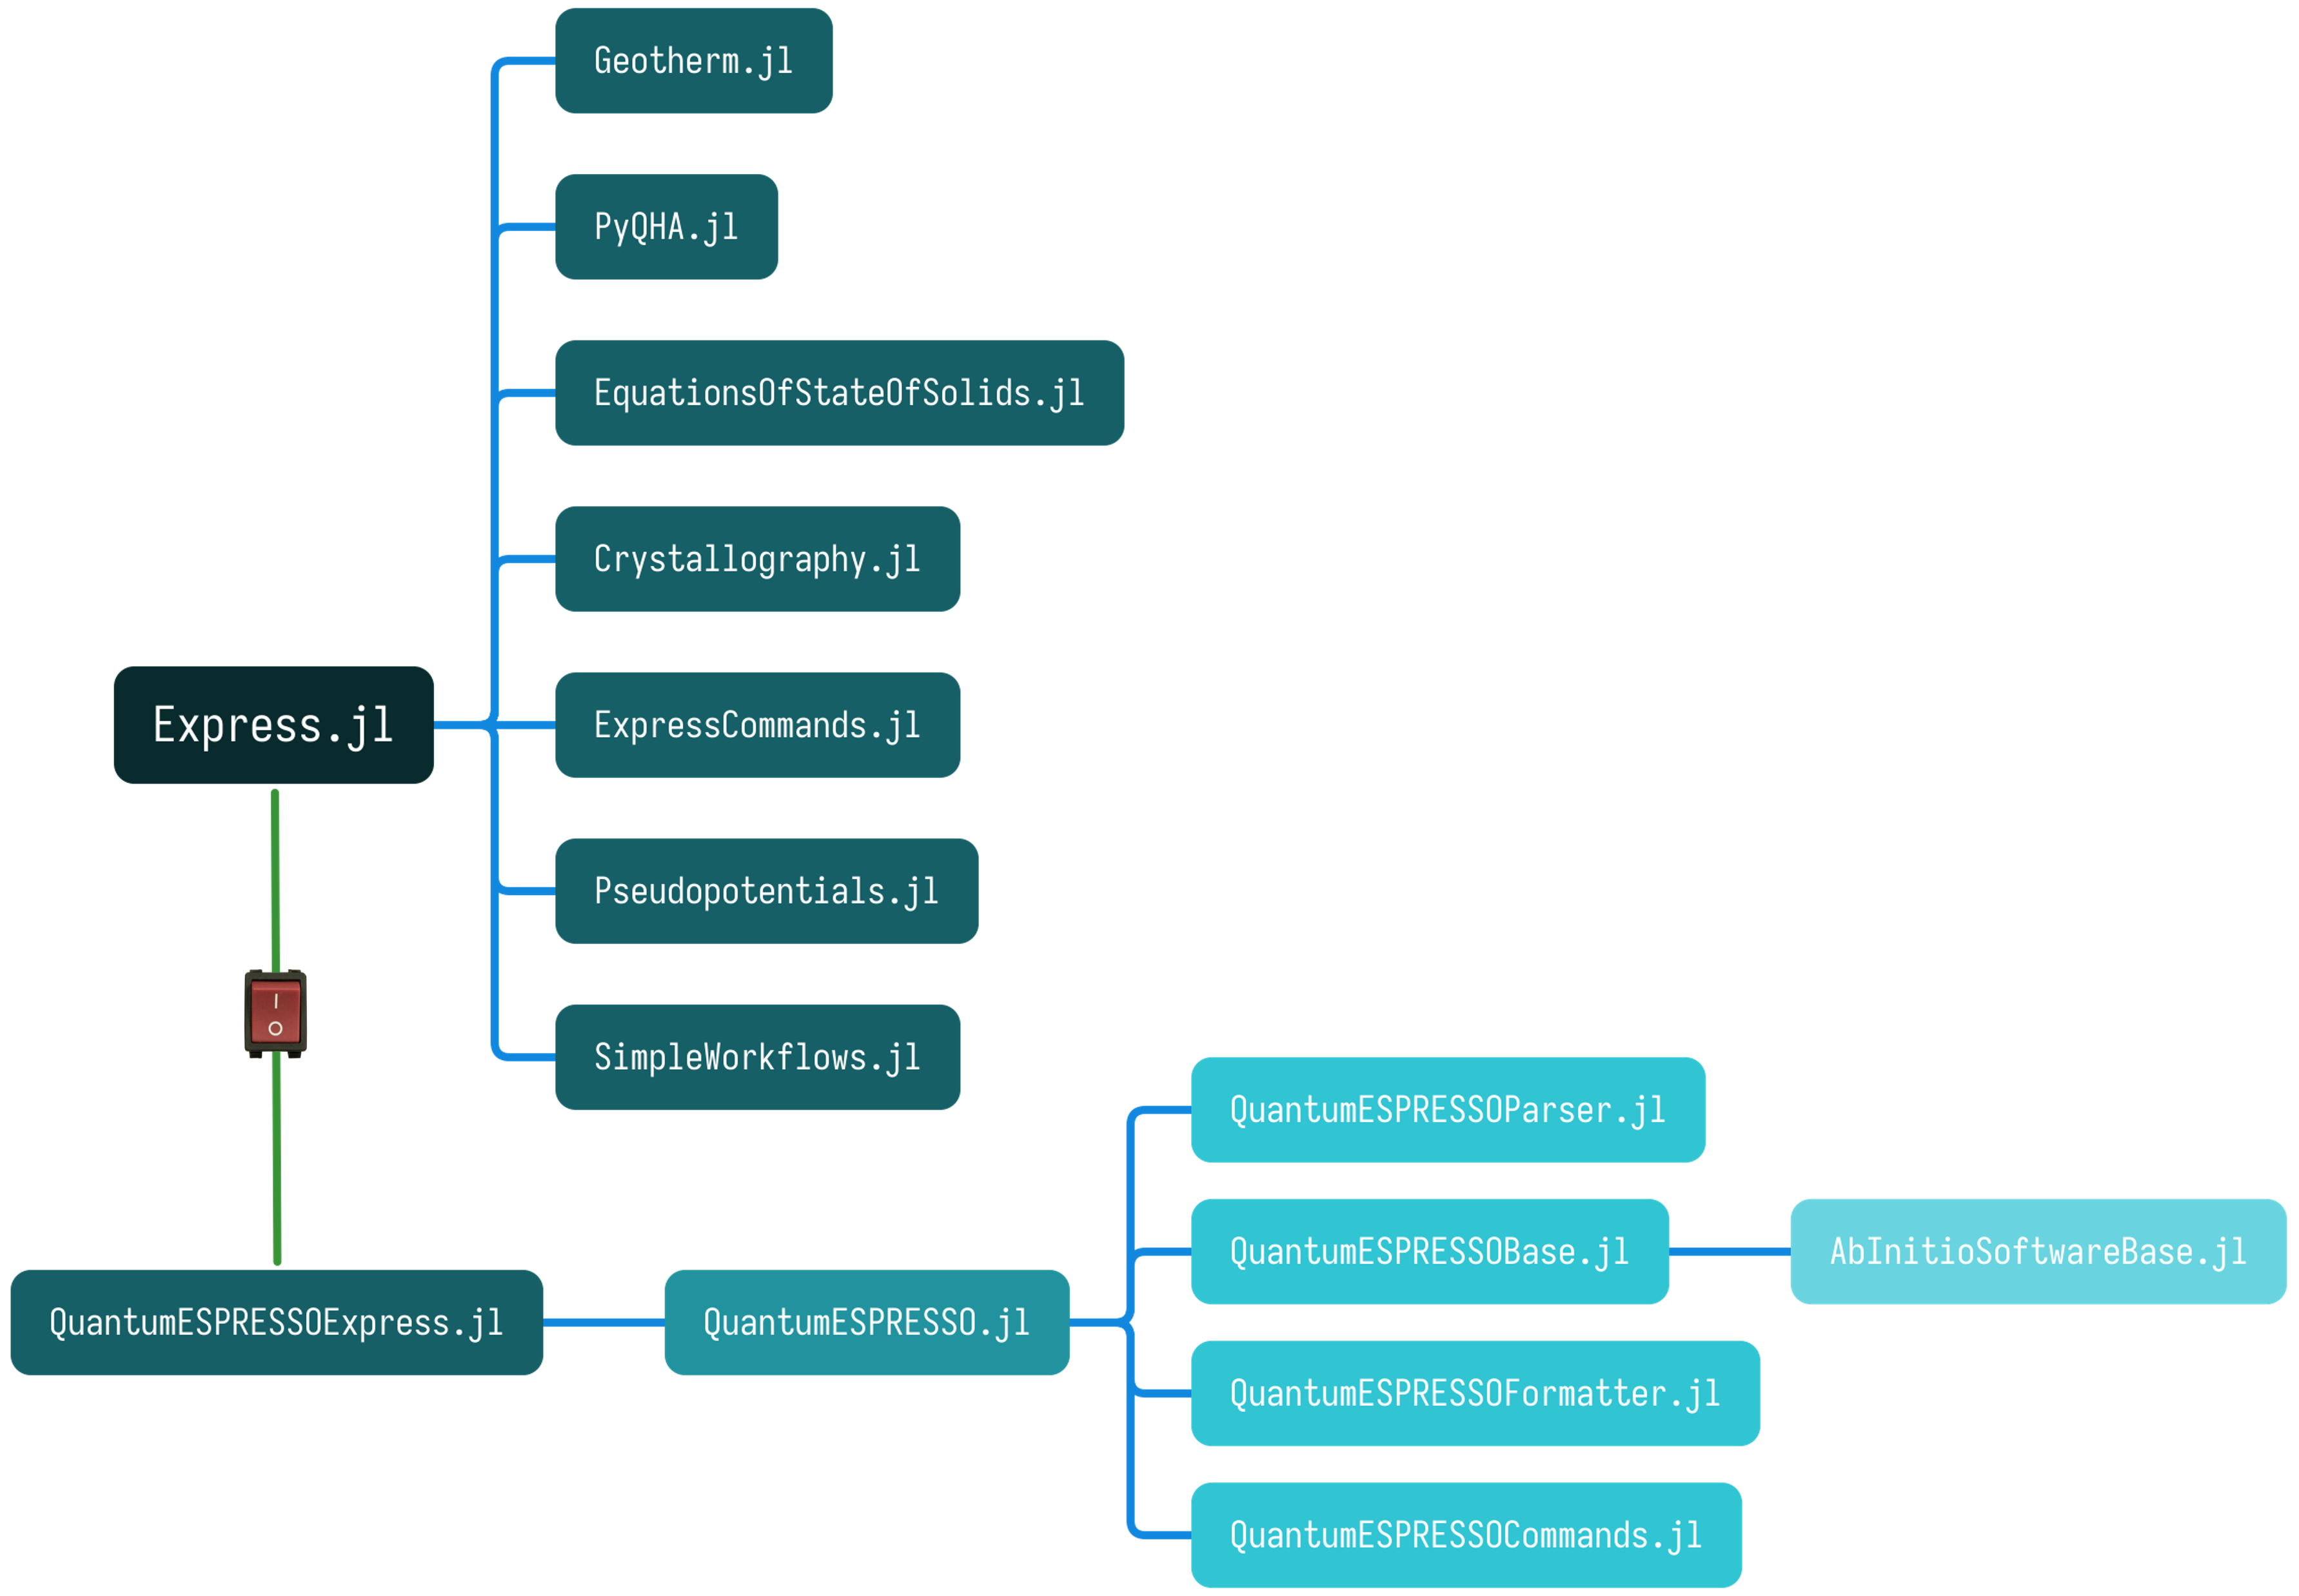 Geotherm.jl
PyQHA.jl
EquationsOfStateOfSolids.jl
Crystallography.jl
Express.jl
ExpressCommands.jl
Pseudopotentials.jl
SimpleWorkflows.jl
QuantumESPRESSOParser.jl
QuantumESPRESSOBase.jl
AbInitioSoftwareBase.jl
QuantumESPRESSOExpress.jl
QuantumESPRESSO.jl
QuantumESPRESSOFormatter.jl
QuantumESPRESSOCommands.jl